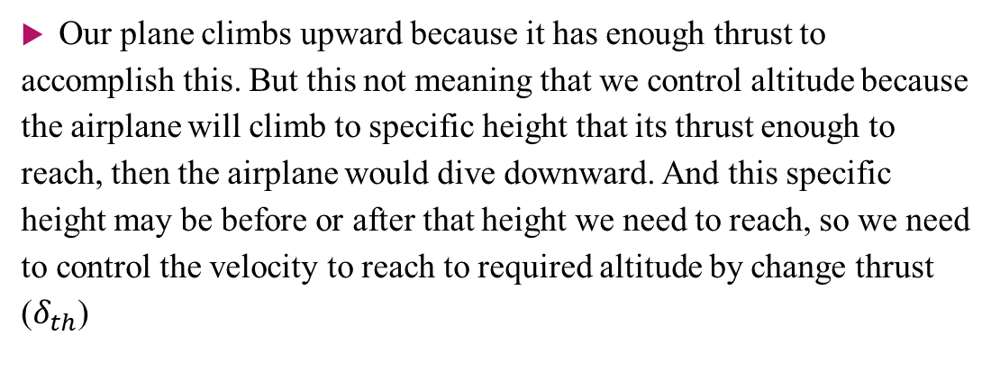 ▶ Our plane climbs upward because it has enough thrust to
accomplish this. But this not meaning that we control altitude because
the airplane will climb to specific height that its thrust enough to
reach, then the airplane would dive downward. And this specific
height may be before or after that height we need to reach, so we need
to control the velocity to reach to required altitude by change thrust
(δ_th)